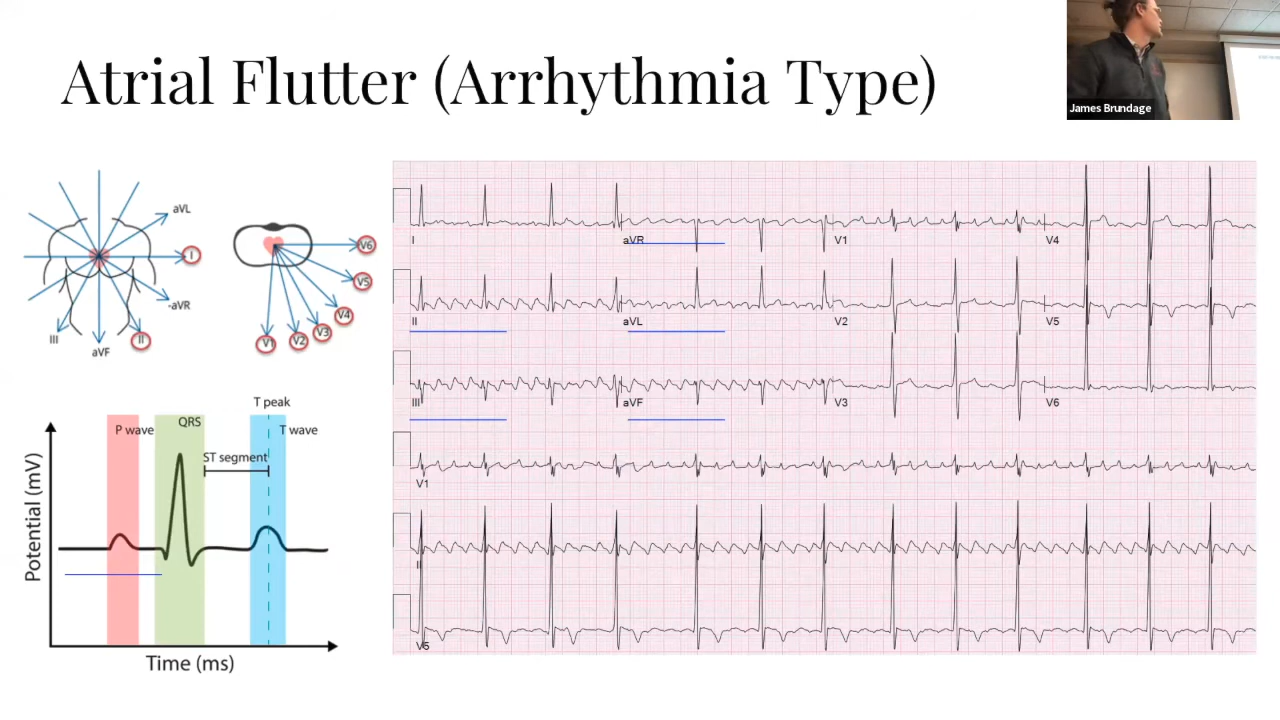 Atrial Flutter (Arrhythmia Type)
James Brundage
aVL
I
-aVR
II
aVF
III
V6
V5
V4
V3
V2
V1
T peak
P wave
QRS
T wave
ST segment
Potential (mV)
Time (ms)
I
aVR
V1
V4
II
aVL
V2
V5
III
aVF
V3
V6
V1
II
V5